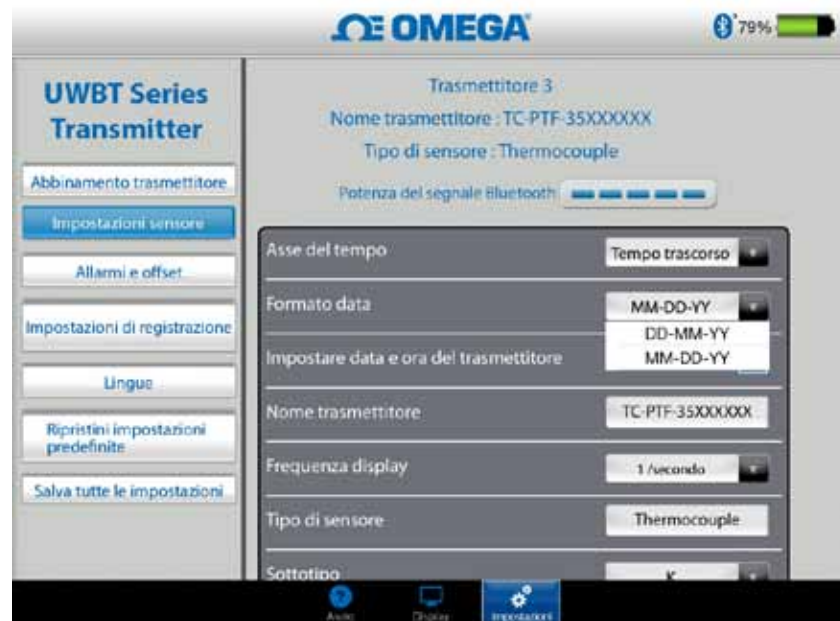 OMEGA
79%
UWBT Series
Transmitter
Abbinamento trasmettitore
Impostazioni sensore
Allarmi e offset
Impostazioni di registrazione
Lingue
Ripristini impostazioni
predefinite
Salva tutte le impostazioni
Trasmettitore 3
Nome trasmettitore : TC-PTF-35XXXXXX
Tipo di sensore : Thermocouple
Potenza del segnale Bluetooth
Asse del tempo
Tempo trascorso
Formato data
MM-DD-YY
DD-MM-YY
MM-DD-YY
Impostare data e ora del trasmettitore
Nome trasmettitore
TC-PTF-35XXXXXX
Frequenza display
1 /secondo
Tipo di sensore
Thermocouple
Sottotipo
K
Display
Impostazioni